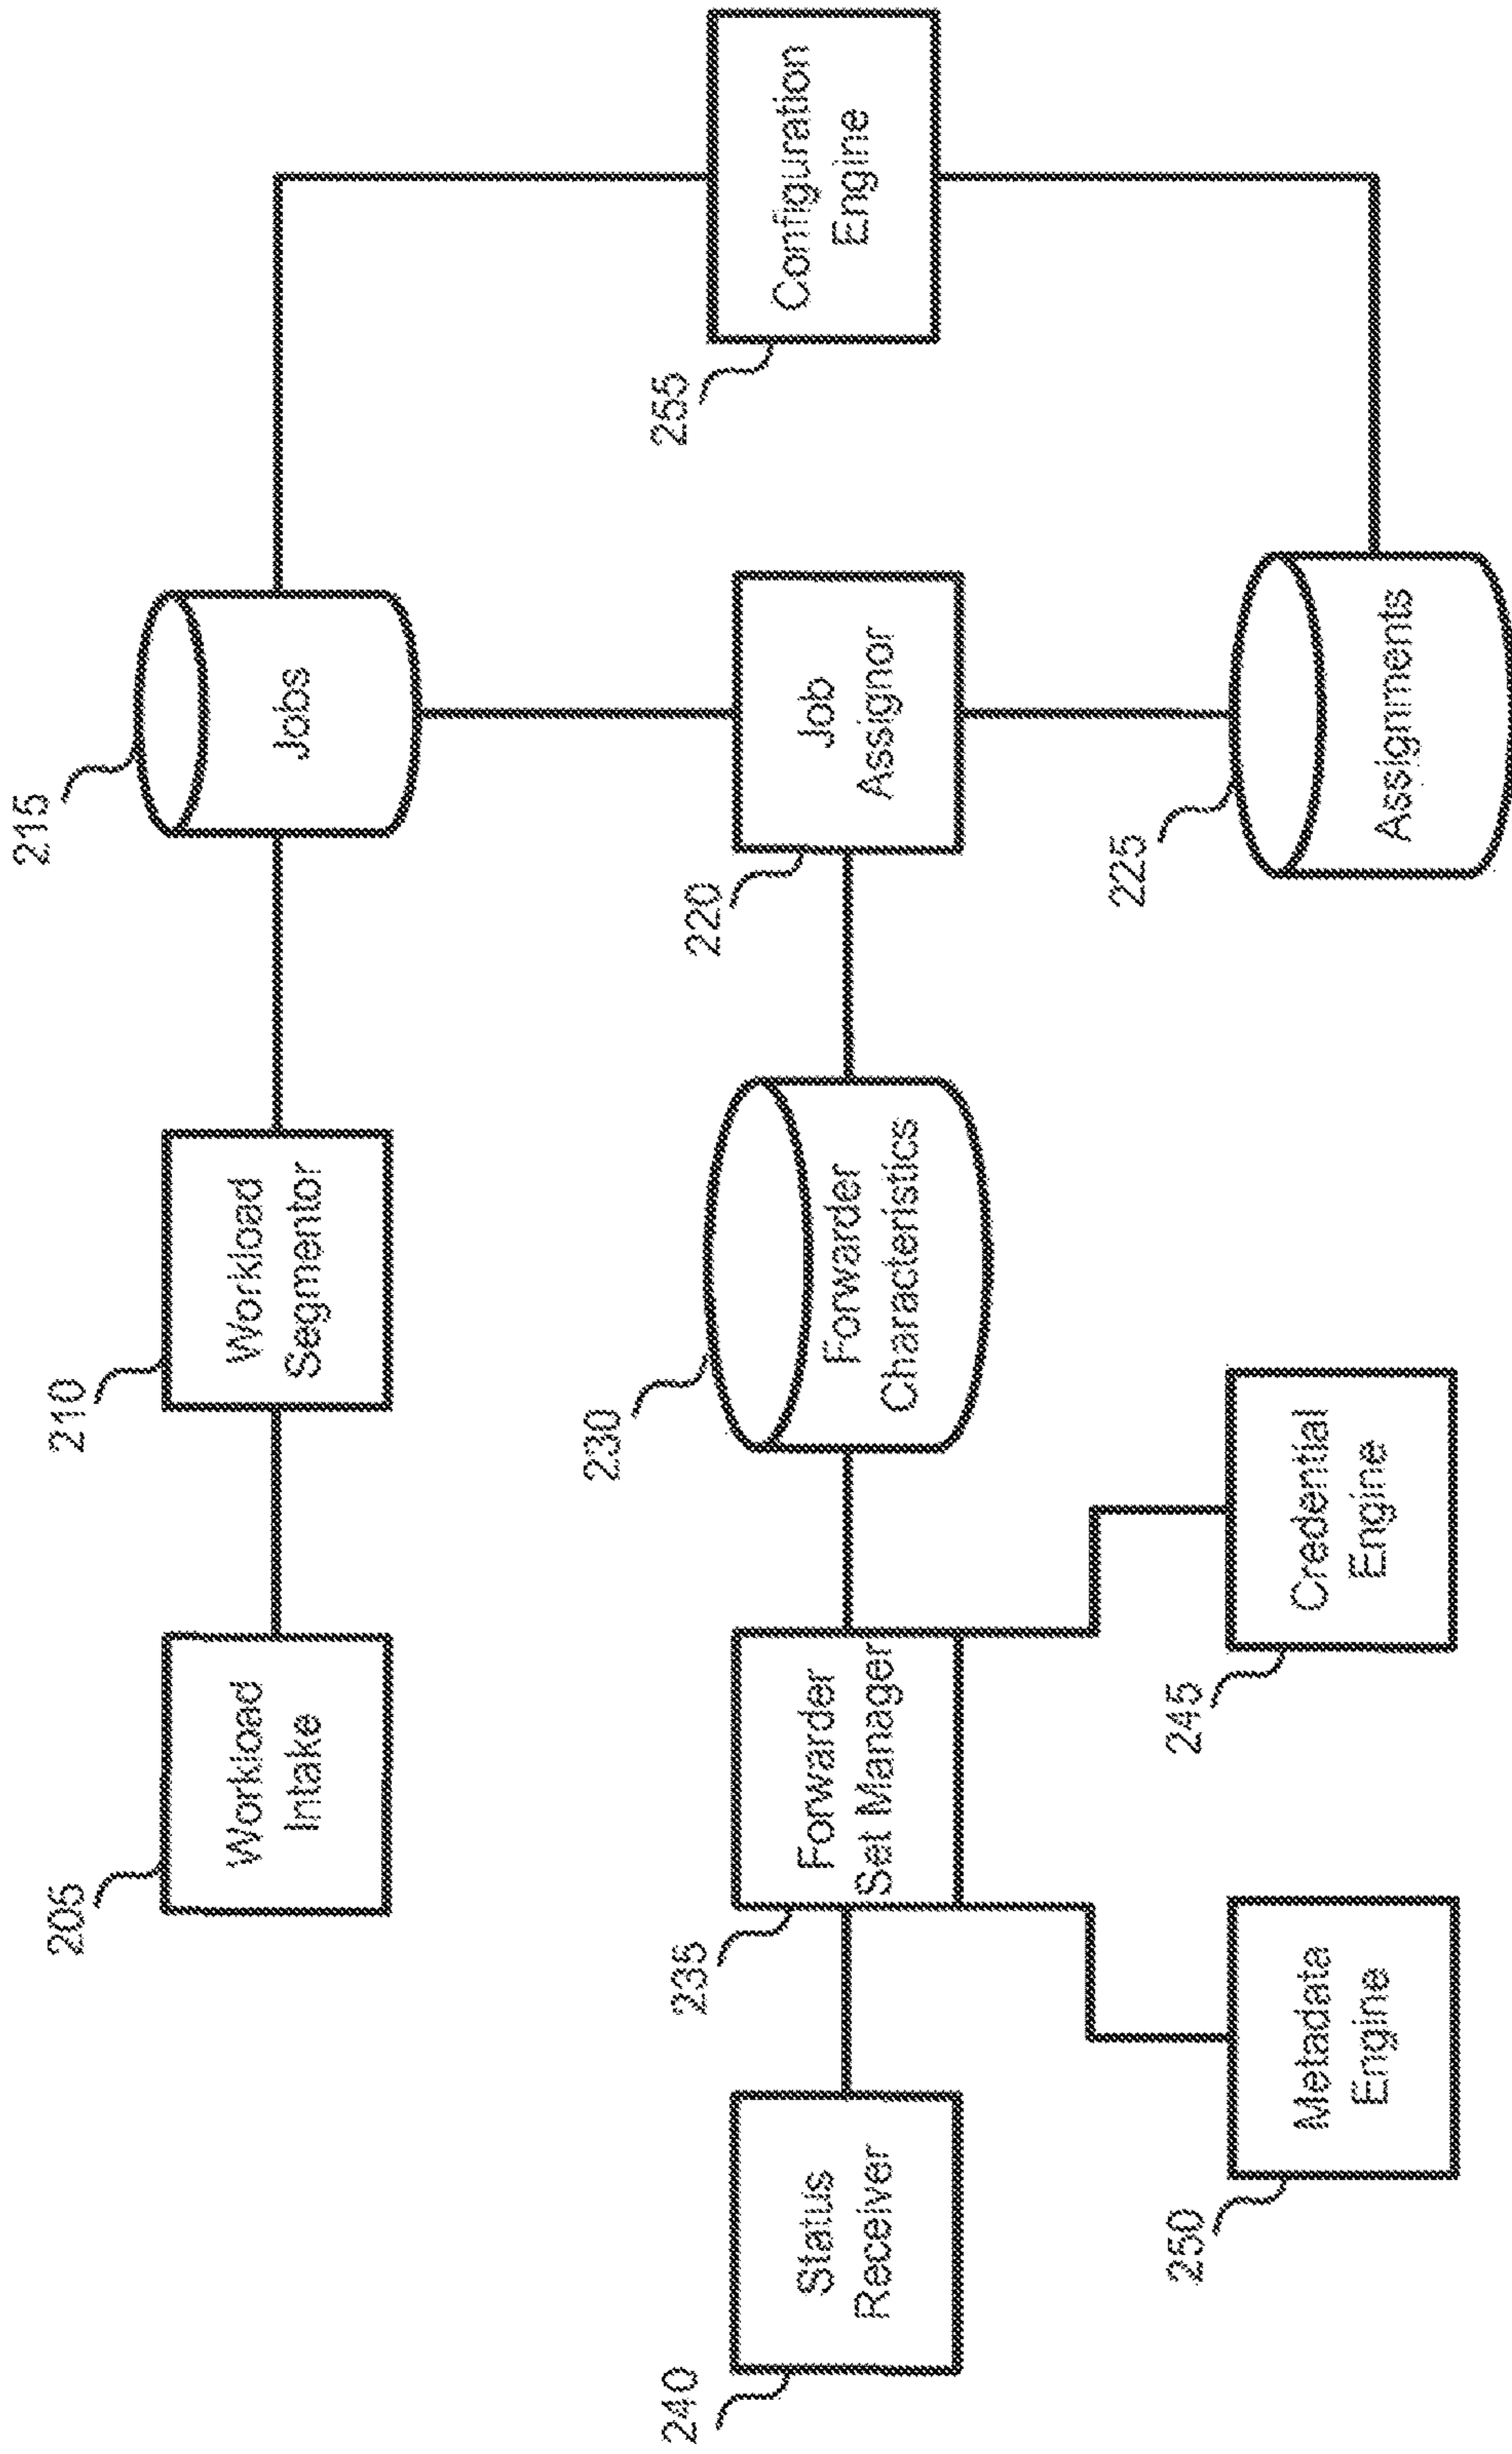 205
Workload
Intake
210
Workload
Segmentor
215
Jobs
240
Status
Receiver
235
Forwarder
Set Manager
230
Forwarder
Characteristics
220
Job
Assignor
255
Configuration
Engine
250
Metadata
Engine
245
Credential
Engine
225
Assignments